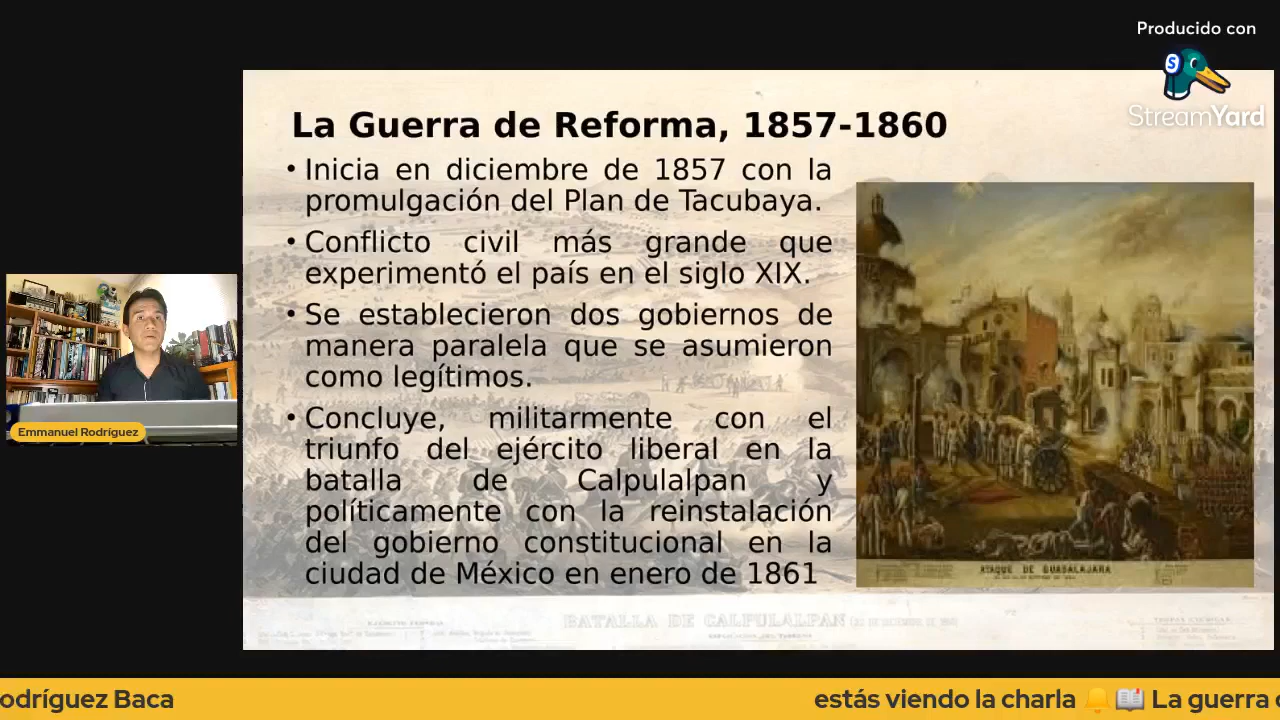 Producido con
StreamYard
La Guerra de Reforma, 1857-1860
• Inicia en diciembre de 1857 con la
promulgación del Plan de Tacubaya.
• Conflicto civil más grande que
experimentó el país en el siglo XIX.
• Se establecieron dos gobiernos de
manera paralela que se asumieron
como legítimos.
• Concluye, militarmente con el
triunfo del ejército liberal en la
batalla de Calpulalpan y
políticamente con la reinstalación
del gobierno constitucional en la
ciudad de México en enero de 1861
ATAQUE DE GUADALAJARA
BATALLA DE CALPULALPAN
Emmanuel Rodríguez
odríguez Baca
estás viendo la charla 🔔📖 La guerra